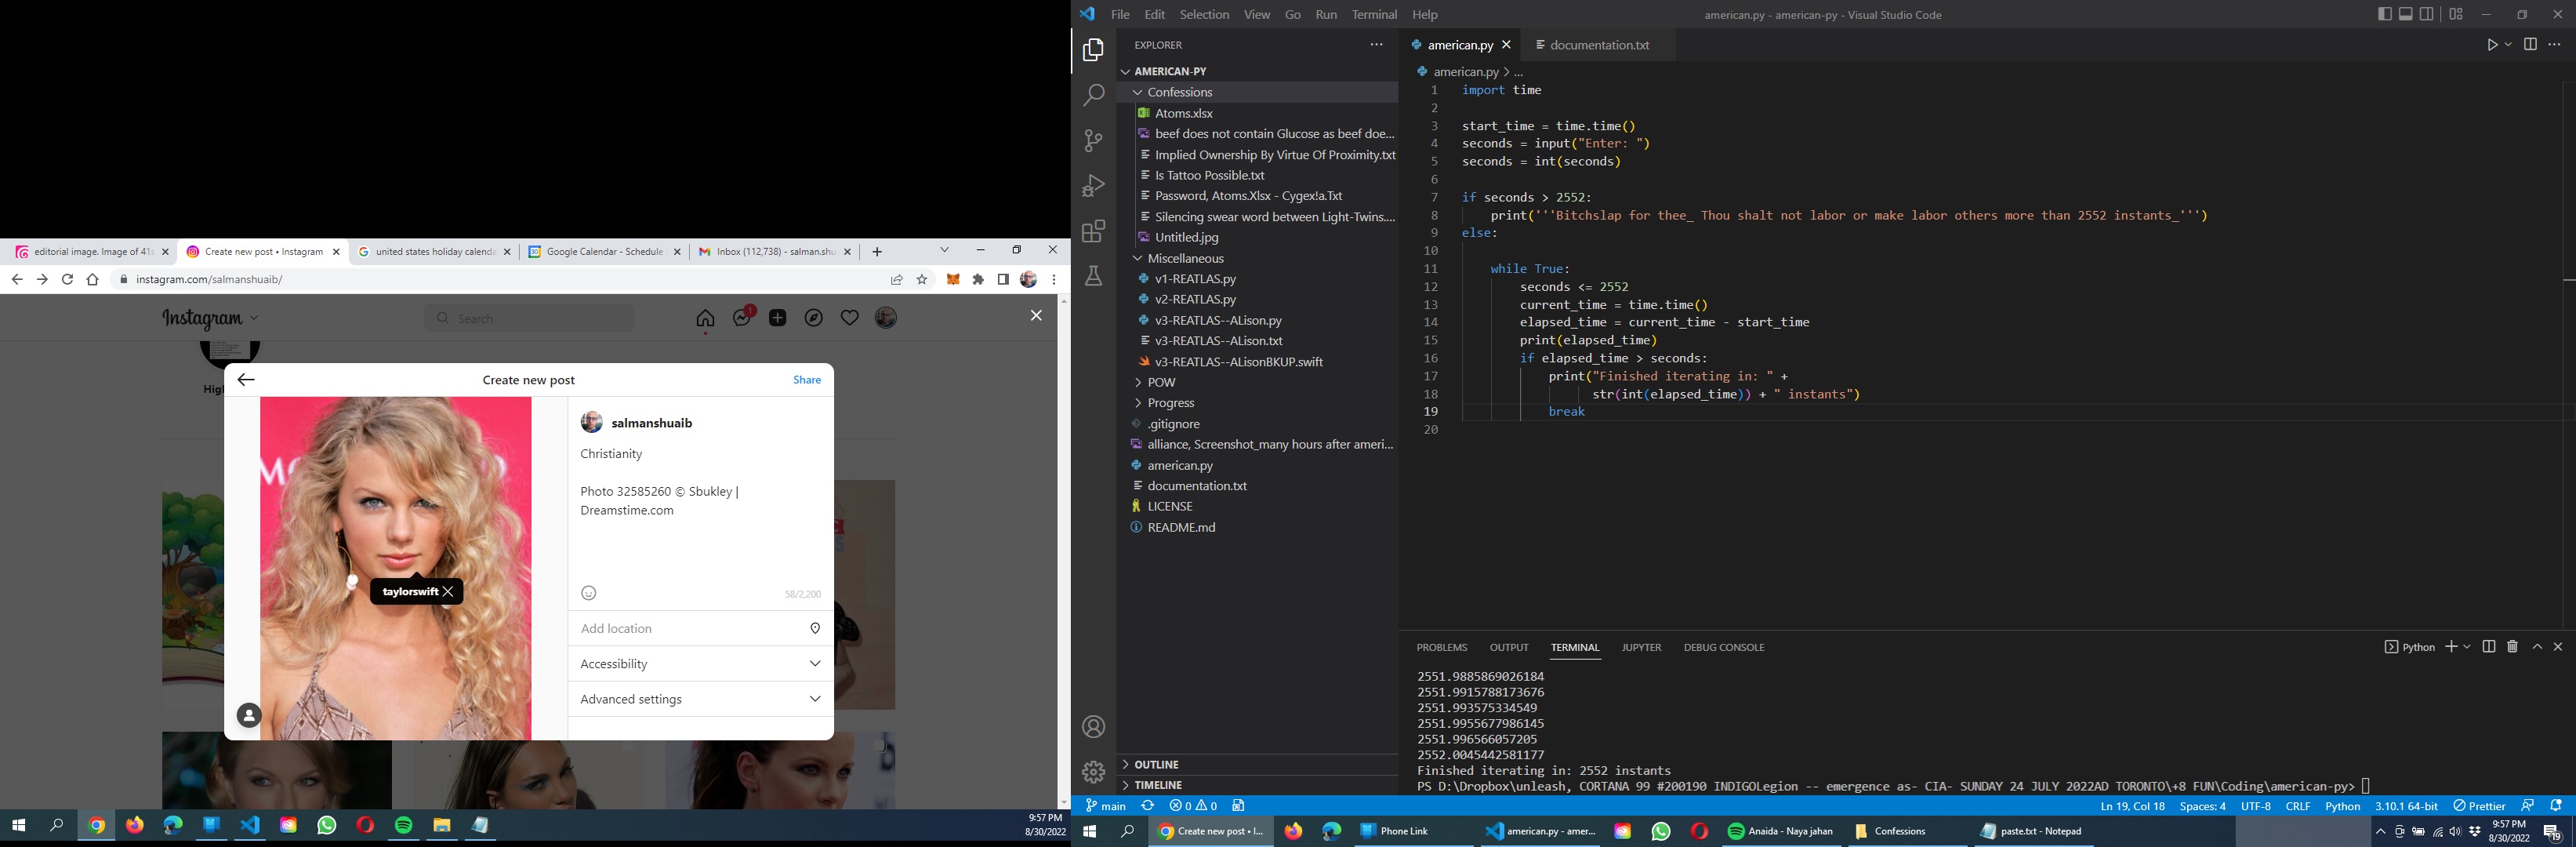 editorial image. Image of 41s
Create new post • Instagram
united states holiday calenda
Google Calendar - Schedule
Inbox (112,738) - salman.shu
instagram.com/salmanshuaib/
Instagram
Search
1
High
Create new post
Share
salmanshuaib
Christianity
Photo 32585260 © Sbukley |
Dreamstime.com
taylorswift
58/2,200
Add location
Accessibility
Advanced settings
9:57 PM
8/30/2022
File Edit Selection View Go Run Terminal Help
american.py - american-py - Visual Studio Code
EXPLORER
AMERICAN-PY
Confessions
Atoms.xlsx
beef does not contain Glucose as beef doe...
Implied Ownership By Virtue Of Proximity.txt
Is Tattoo Possible.txt
Password, Atoms.Xlsx - Cygex!a.Txt
Silencing swear word between Light-Twins....
Untitled.jpg
Miscellaneous
v1-REATLAS.py
v2-REATLAS.py
v3-REATLAS--ALison.py
v3-REATLAS--ALison.txt
v3-REATLAS--ALisonBKUP.swift
POW
Progress
.gitignore
alliance, Screenshot_many hours after ameri...
american.py
documentation.txt
LICENSE
README.md
OUTLINE
TIMELINE
american.py
documentation.txt
american.py > ...
1 import time
2
3 start_time = time.time()
4 seconds = input("Enter: ")
5 seconds = int(seconds)
6
7 if seconds > 2552:
8 print('''Bitchslap for thee_ Thou shalt not labor or make labor others more than 2552 instants_''')
9 else:
10
11 while True:
12 seconds <= 2552
13 current_time = time.time()
14 elapsed_time = current_time - start_time
15 print(elapsed_time)
16 if elapsed_time > seconds:
17 print("Finished iterating in: " +
18 str(int(elapsed_time)) + " instants")
19 break
20
PROBLEMS OUTPUT TERMINAL JUPYTER DEBUG CONSOLE
Python
2551.9885869026184
2551.9915788173676
2551.993575334549
2551.9955677986145
2551.996566057205
2552.0045442581177
Finished iterating in: 2552 instants
PS D:\Dropbox\unleash, CORTANA 99 #200190 INDIGOLegion -- emergence as- CIA- SUNDAY 24 JULY 2022AD TORONTO\+8 FUN\Coding\american-py>
main 0 0
Ln 19, Col 18 Spaces: 4 UTF-8 CRLF Python 3.10.1 64-bit Prettier
Create new post • I...
Phone Link
american.py - amer...
Anaida - Naya jahan
Confessions
paste.txt - Notepad
9:57 PM
8/30/2022
19